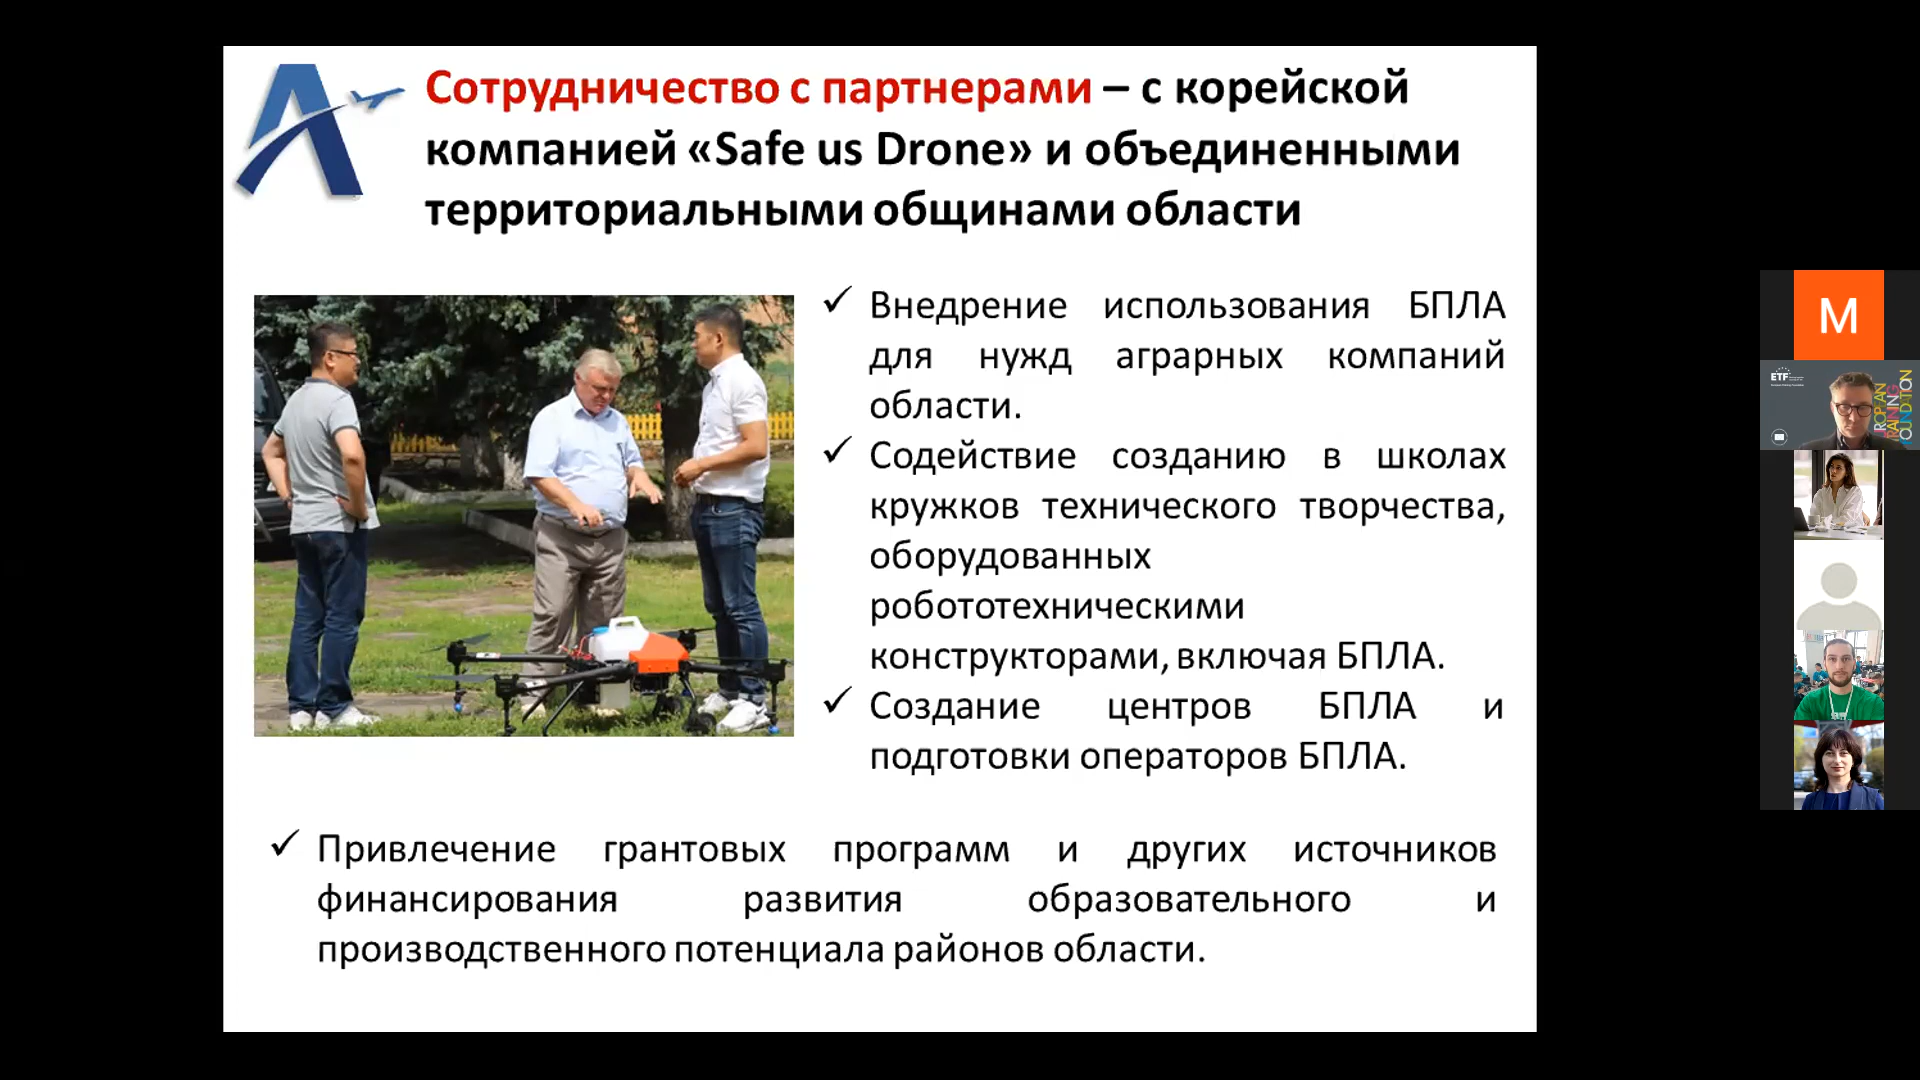 Сотрудничество с партнерами – с корейской
компанией «Safe us Drone» и объединенными
территориальными общинами области
Внедрение использования БПЛА
для нужд аграрных компаний
области.
Содействие созданию в школах
кружков технического творчества,
оборудованных
робототехническими
конструкторами, включая БПЛА.
Создание центров БПЛА и
подготовки операторов БПЛА.
Привлечение грантовых программ и других источников
финансирования развития образовательного и
производственного потенциала районов области.
M
ETF